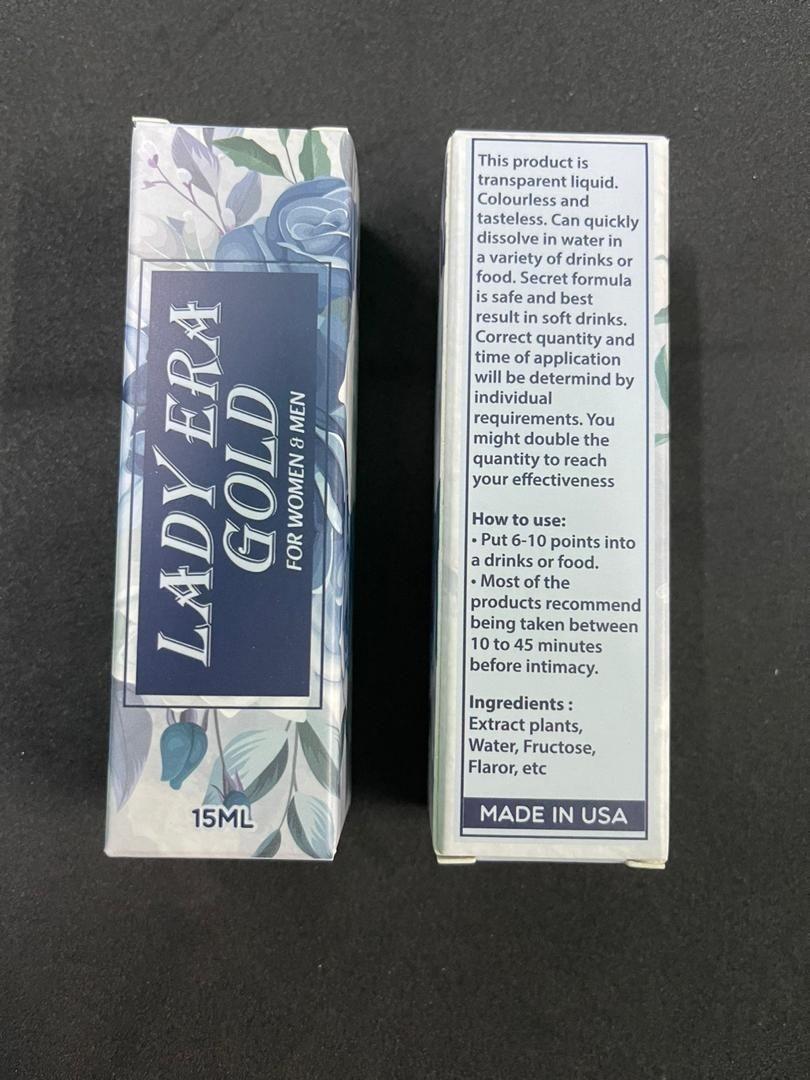 LADY ERA
GOLD
FOR WOMEN & MEN
15ML
This product is
transparent liquid.
Colourless and
tasteless. Can quickly
dissolve in water in
a variety of drinks or
food. Secret formula
is safe and best
result in soft drinks.
Correct quantity and
time of application
will be determind by
individual
requirements. You
might double the
quantity to reach
your effectiveness
How to use:
• Put 6-10 points into
a drinks or food.
• Most of the
products recommend
being taken between
10 to 45 minutes
before intimacy.
Ingredients :
Extract plants,
Water, Fructose,
Flaror, etc
MADE IN USA